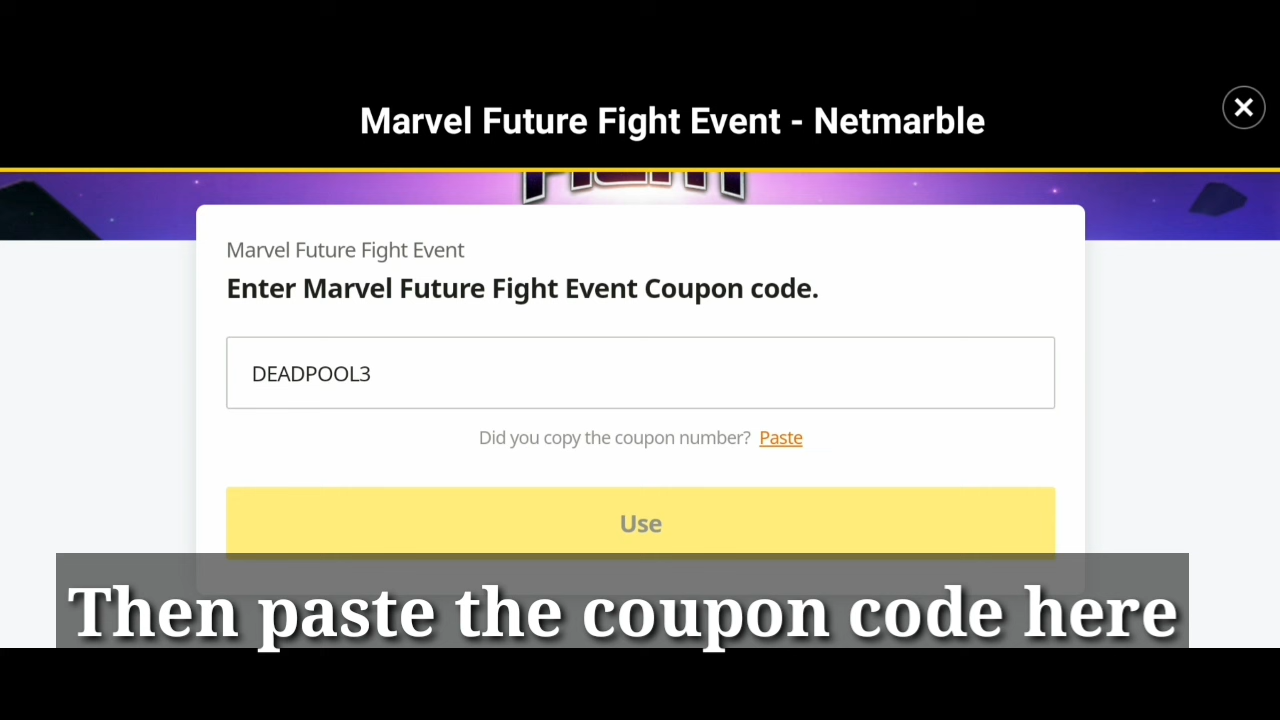 Marvel Future Fight Event - Netmarble
FIGHT
Marvel Future Fight Event
Enter Marvel Future Fight Event Coupon code.
DEADPOOL3
Did you copy the coupon number? Paste
Use
Then paste the coupon code here